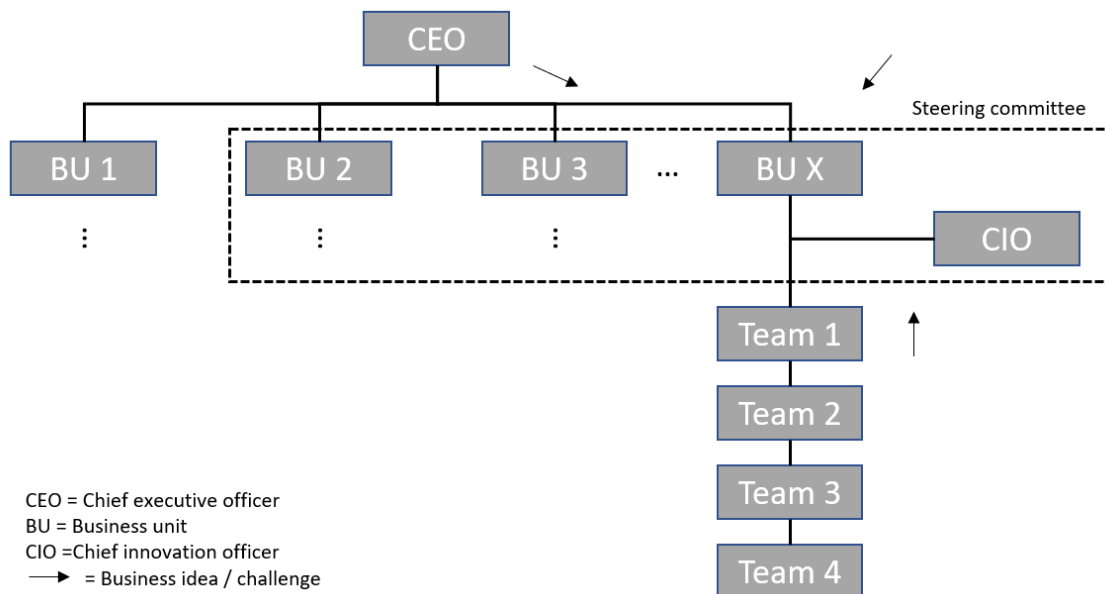 CEO
Steering committee
BU 1
BU 2
BU 3
...
BU X
...
...
...
CIO
Team 1
Team 2
Team 3
Team 4
CEO = Chief executive officer
BU = Business unit
CIO =Chief innovation officer
= Business idea / challenge